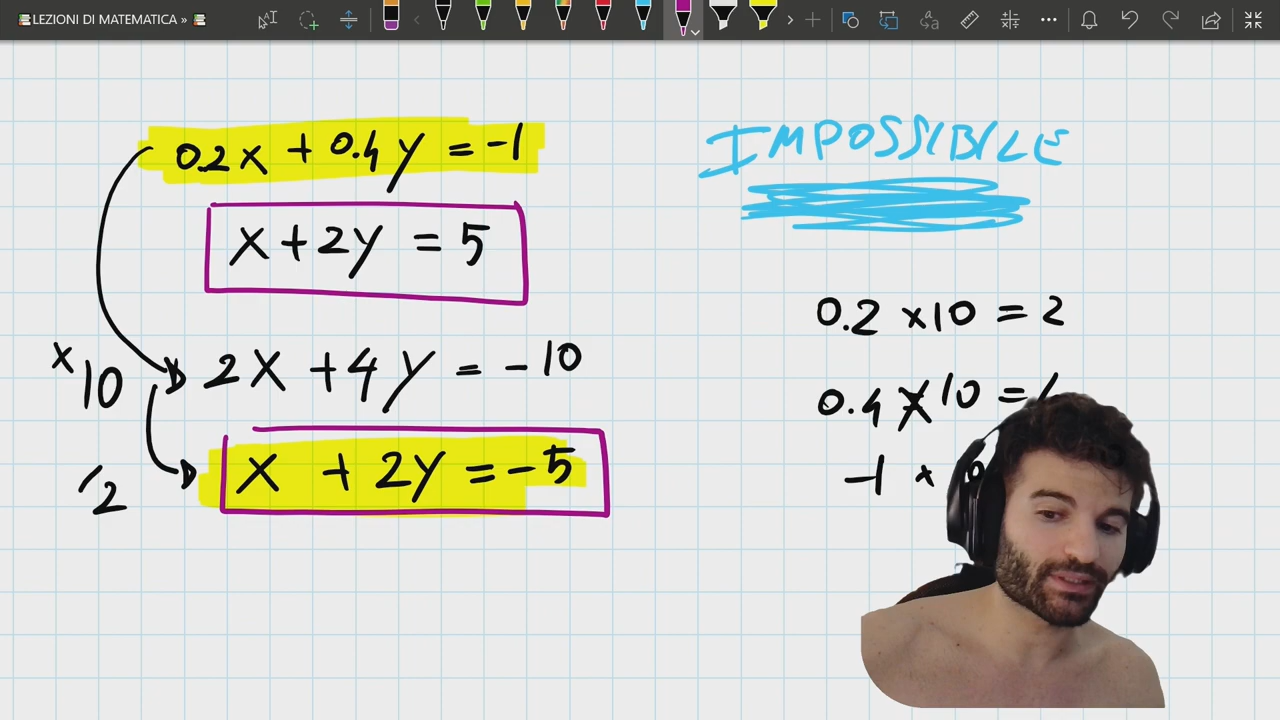 LEZIONI DI MATEMATICA »
0.2x + 0.4y = -1
x + 2y = 5
x10
2x + 4y = -10
/2
x + 2y = -5
IMPOSSIBILE
0.2 x 10 = 2
0.4 x 10 =
-1 x